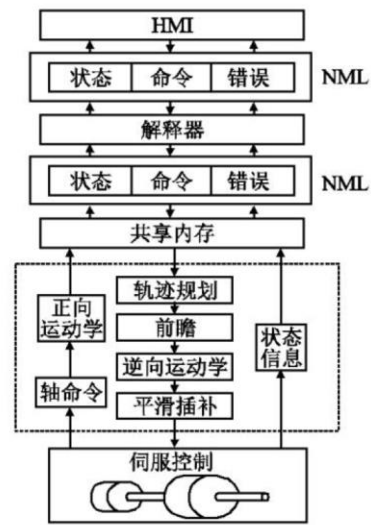 HMI
状态 命令 错误 NML
解释器
状态 命令 错误 NML
共享内存
轨迹规划
正向
运动学
前瞻
状态
信息
逆向运动学
轴命令
平滑插补
伺服控制